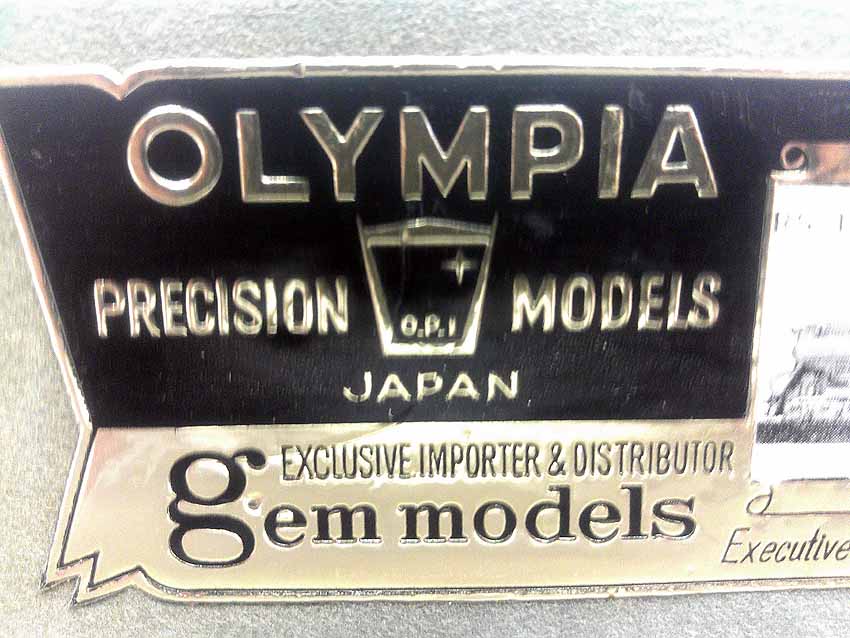 OLYMPIA
PRECISION MODELS
O.P.I
JAPAN
EXCLUSIVE IMPORTER & DISTRIBUTOR
gem models
Executive